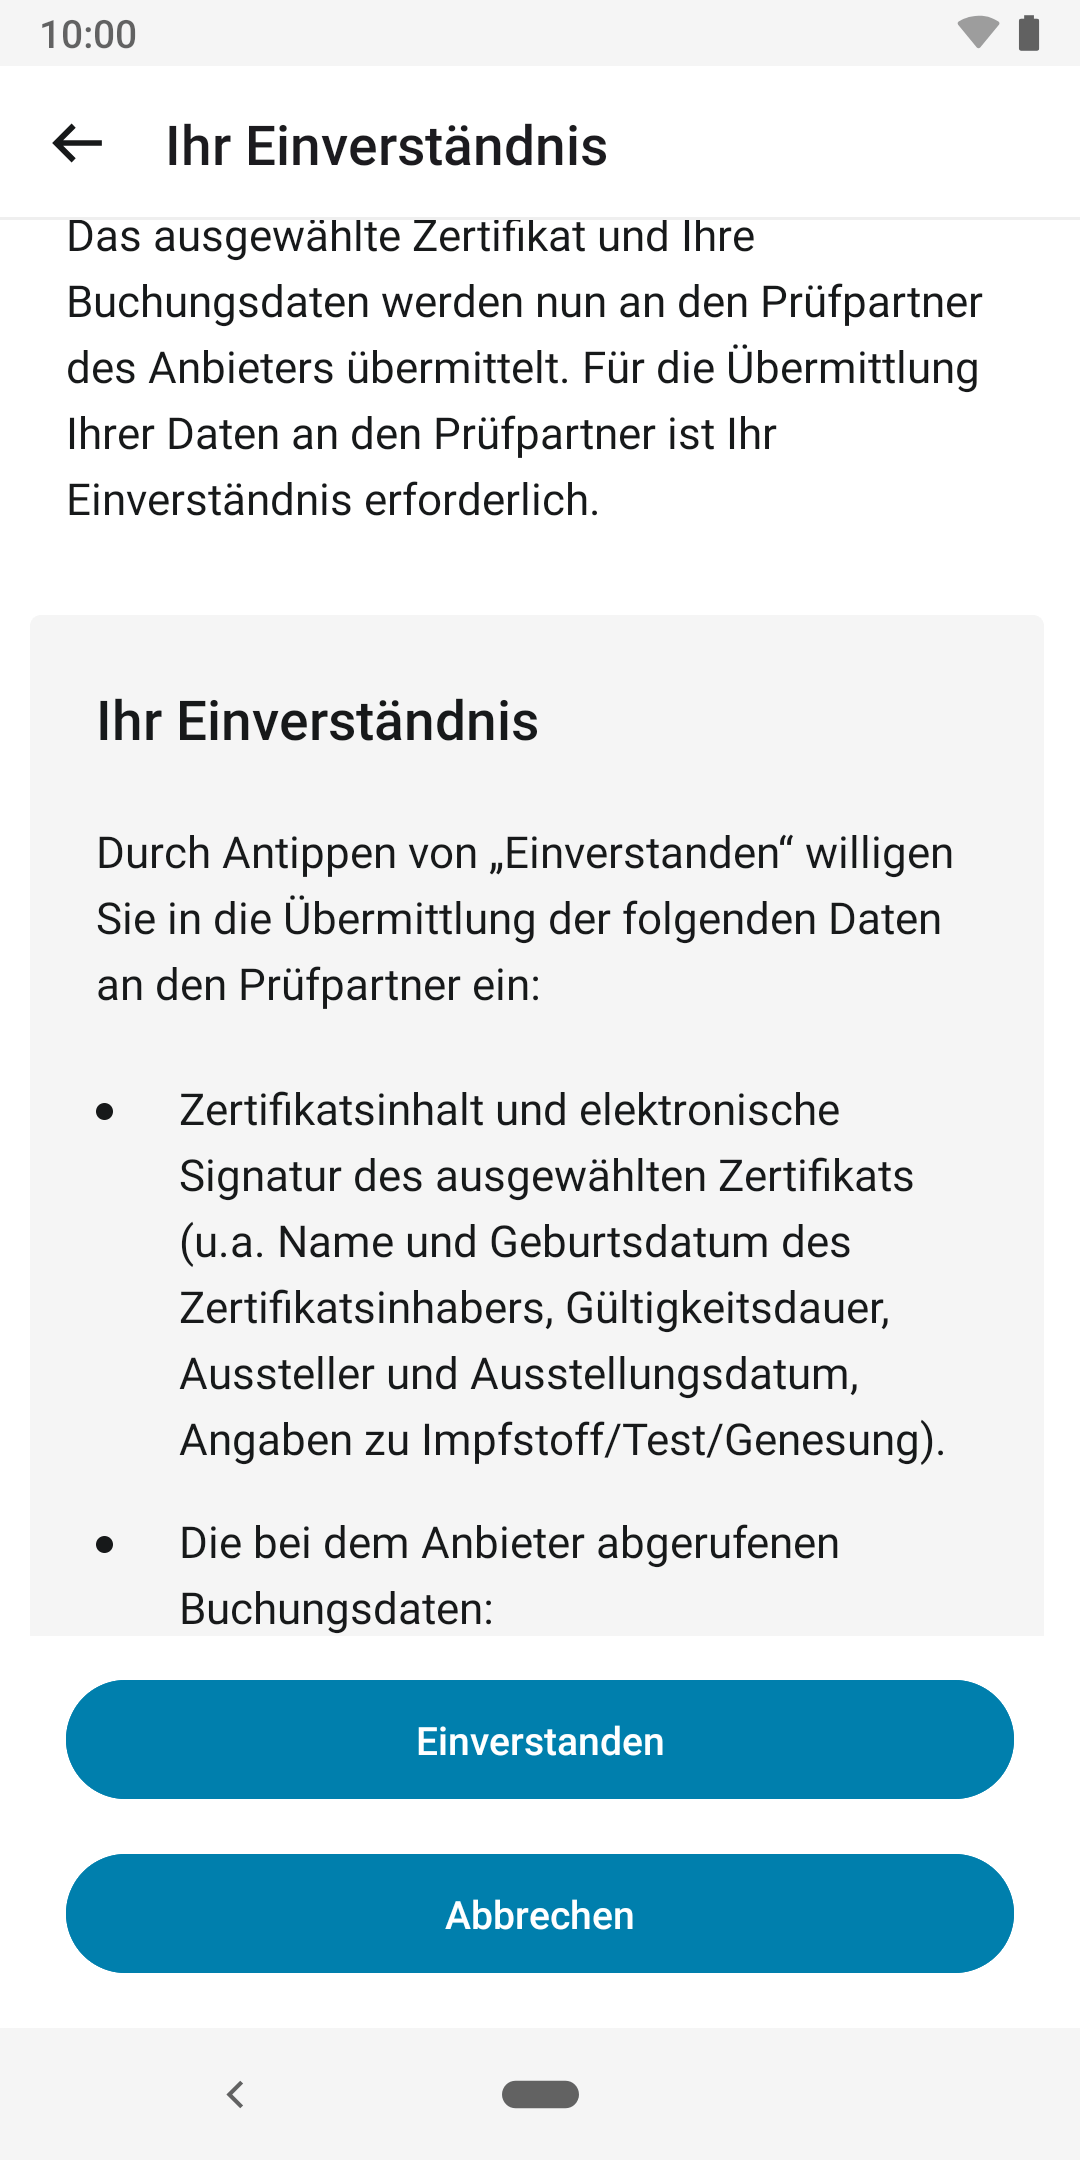 10:00
Ihr Einverständnis
Das ausgewählte Zertifikat und Ihre
Buchungsdaten werden nun an den Prüfpartner
des Anbieters übermittelt. Für die Übermittlung
Ihrer Daten an den Prüfpartner ist Ihr
Einverständnis erforderlich.
Ihr Einverständnis
Durch Antippen von „Einverstanden“ willigen
Sie in die Übermittlung der folgenden Daten
an den Prüfpartner ein:
• Zertifikatsinhalt und elektronische
Signatur des ausgewählten Zertifikats
(u.a. Name und Geburtsdatum des
Zertifikatsinhabers, Gültigkeitsdauer,
Aussteller und Ausstellungsdatum,
Angaben zu Impfstoff/Test/Genesung).
• Die bei dem Anbieter abgerufenen
Buchungsdaten:
Einverstanden
Abbrechen